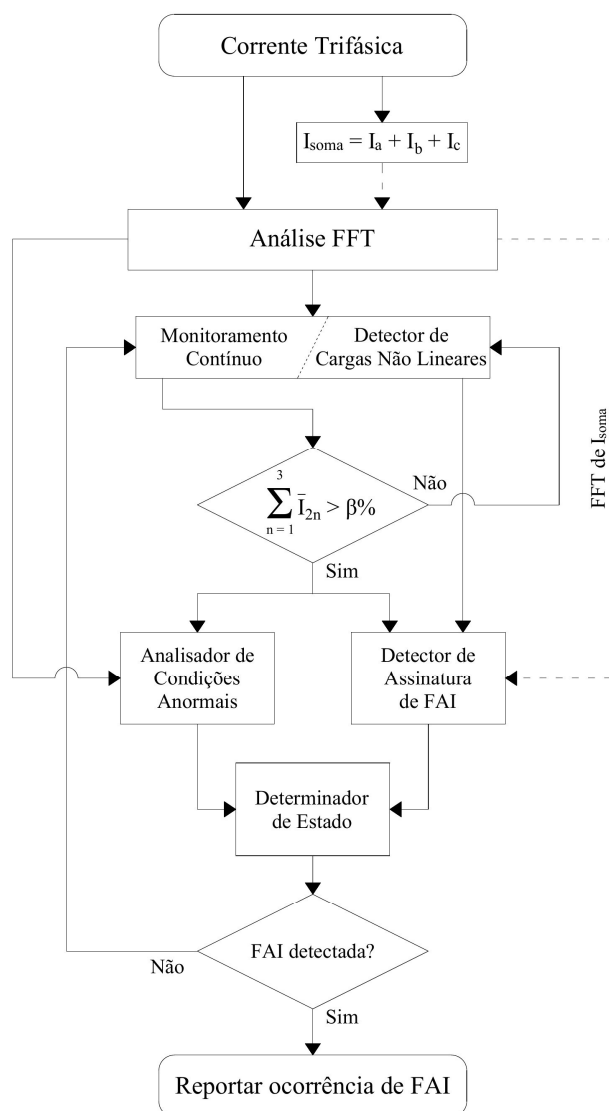 Corrente Trifásica
I_soma = I_a + I_b + I_c
Análise FFT
Monitoramento
Contínuo
Detector de
Cargas Não Lineares
FFT de I_soma
3
∑ Ī_2n > β%
n = 1
Não
Sim
Analisador de
Condições
Anormais
Detector de
Assinatura
de FAI
Determinador
de Estado
FAI detectada?
Não
Sim
Reportar ocorrência de FAI